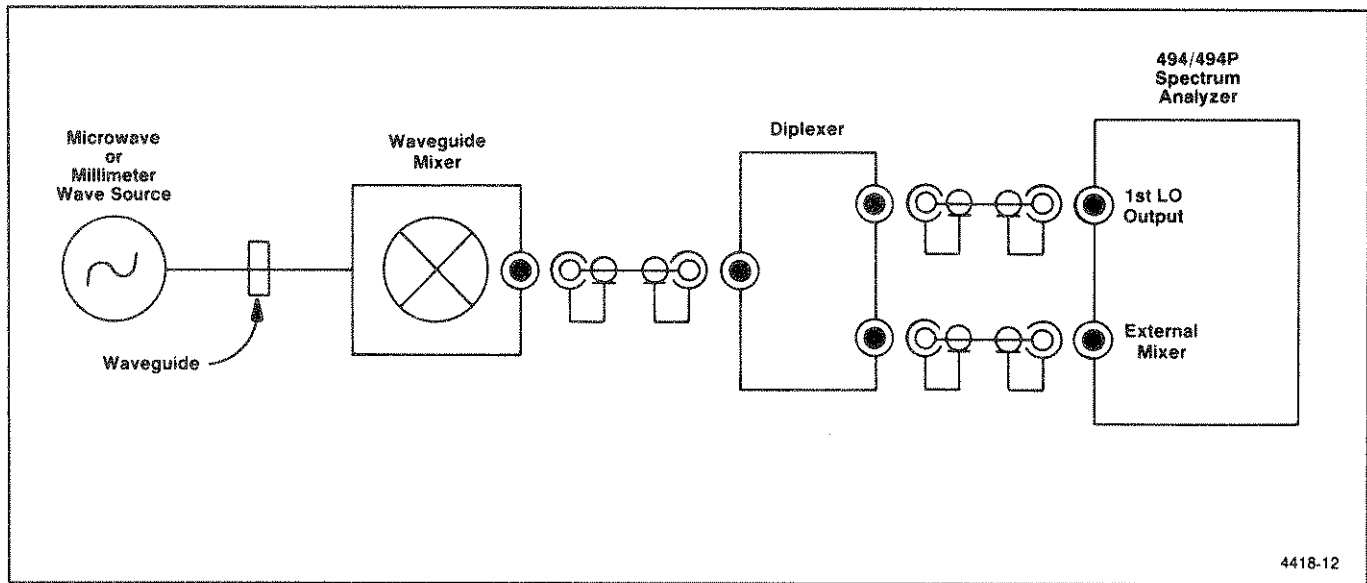 Microwave
or
Millimeter
Wave Source
Waveguide
Waveguide
Mixer
Diplexer
494/494P
Spectrum
Analyzer
1st LO
Output
External
Mixer
4418-12